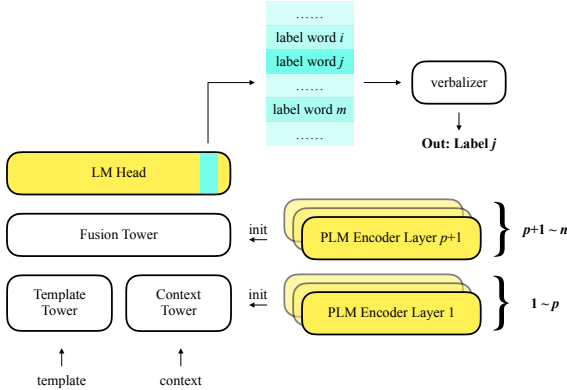 ......
label word i
label word j
......
label word m
......
verbalizer
Out: Label j
LM Head
Fusion Tower
init
PLM Encoder Layer p+1
p+1 ~ n
Template
Tower
Context
Tower
init
PLM Encoder Layer 1
1 ~ p
template
context